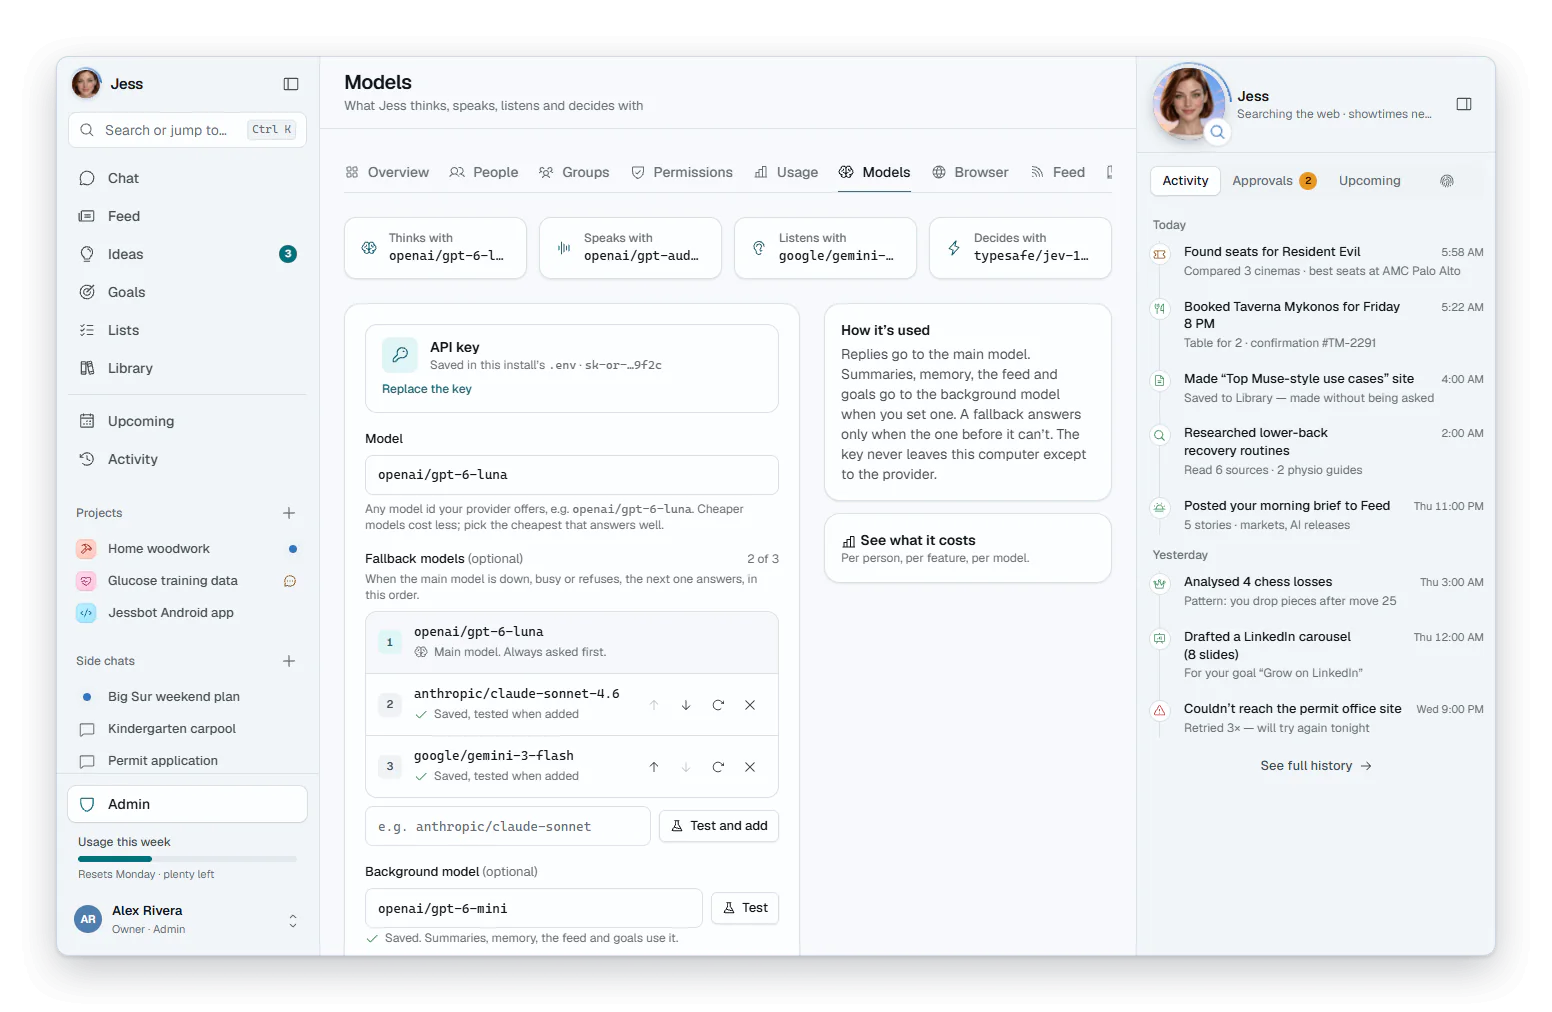 Jess
Search or jump to...
Ctrl K
Chat
Feed
Ideas
3
Goals
Lists
Library
Upcoming
Activity
Projects
Home woodwork
Glucose training data
Jessbot Android app
Side chats
Big Sur weekend plan
Kindergarten carpool
Permit application
Admin
Usage this week
Resets Monday · plenty left
AR
Alex Rivera
Owner · Admin
Models
What Jess thinks, speaks, listens and decides with
Overview
People
Groups
Permissions
Usage
Models
Browser
Feed
Thinks with
openai/gpt-6-l…
Speaks with
openai/gpt-aud…
Listens with
google/gemini-…
Decides with
typesafe/jev-1…
API key
Saved in this install’s .env · sk-or-…9f2c
Replace the key
Model
openai/gpt-6-luna
Any model id your provider offers, e.g. openai/gpt-6-luna. Cheaper
models cost less; pick the cheapest that answers well.
Fallback models (optional)
2 of 3
When the main model is down, busy or refuses, the next one answers, in
this order.
1
openai/gpt-6-luna
Main model. Always asked first.
2
anthropic/claude-sonnet-4.6
Saved, tested when added
3
google/gemini-3-flash
Saved, tested when added
e.g. anthropic/claude-sonnet
Test and add
Background model (optional)
openai/gpt-6-mini
Test
Saved. Summaries, memory, the feed and goals use it.
How it’s used
Replies go to the main model.
Summaries, memory, the feed and
goals go to the background model
when you set one. A fallback answers
only when the one before it can’t. The
key never leaves this computer except
to the provider.
See what it costs
Per person, per feature, per model.
Jess
Searching the web · showtimes ne…
Activity
Approvals
2
Upcoming
Today
Found seats for Resident Evil
5:58 AM
Compared 3 cinemas · best seats at AMC Palo Alto
Booked Taverna Mykonos for Friday
8 PM
5:22 AM
Table for 2 · confirmation #TM-2291
Made “Top Muse-style use cases” site
4:00 AM
Saved to Library — made without being asked
Researched lower-back
recovery routines
2:00 AM
Read 6 sources · 2 physio guides
Posted your morning brief to Feed
Thu 11:00 PM
5 stories · markets, AI releases
Yesterday
Analysed 4 chess losses
Thu 3:00 AM
Pattern: you drop pieces after move 25
Drafted a LinkedIn carousel
(8 slides)
Thu 12:00 AM
For your goal “Grow on LinkedIn”
Couldn’t reach the permit office site
Wed 9:00 PM
Retried 3× — will try again tonight
See full history